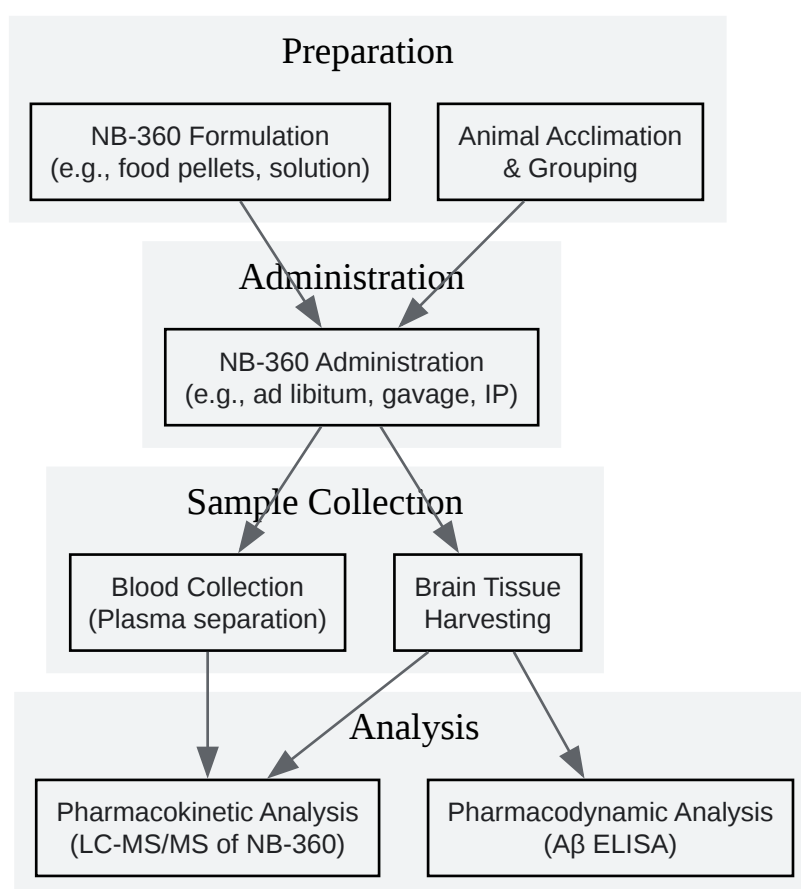 Preparation
NB-360 Formulation
(e.g., food pellets, solution)
Animal Acclimation
& Grouping
Administration
NB-360 Administration
(e.g., ad libitum, gavage, IP)
Sample Collection
Blood Collection
(Plasma separation)
Brain Tissue
Harvesting
Analysis
Pharmacokinetic Analysis
(LC-MS/MS of NB-360)
Pharmacodynamic Analysis
(Aβ ELISA)